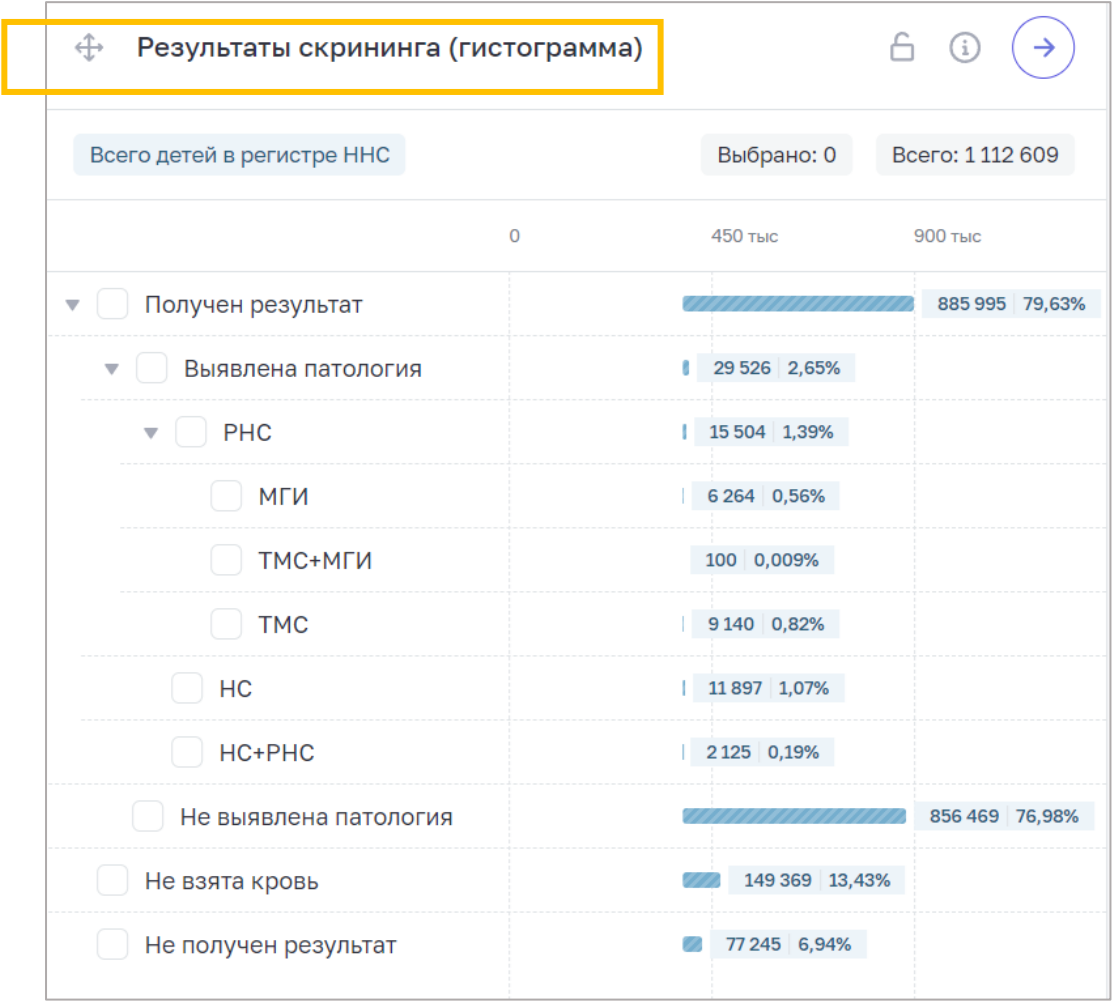 Результаты скрининга (гистограмма)
Всего детей в регистре ННС Выбрано: 0 Всего: 1 112 609
0 450 тыс 900 тыс
Получен результат 885 995 79,63%
Выявлена патология 29 526 2,65%
РНС 15 504 1,39%
МГИ 6 264 0,56%
ТМС+МГИ 100 0,009%
ТМС 9 140 0,82%
НС 11 897 1,07%
НС+РНС 2 125 0,19%
Не выявлена патология 856 469 76,98%
Не взята кровь 149 369 13,43%
Не получен результат 77 245 6,94%